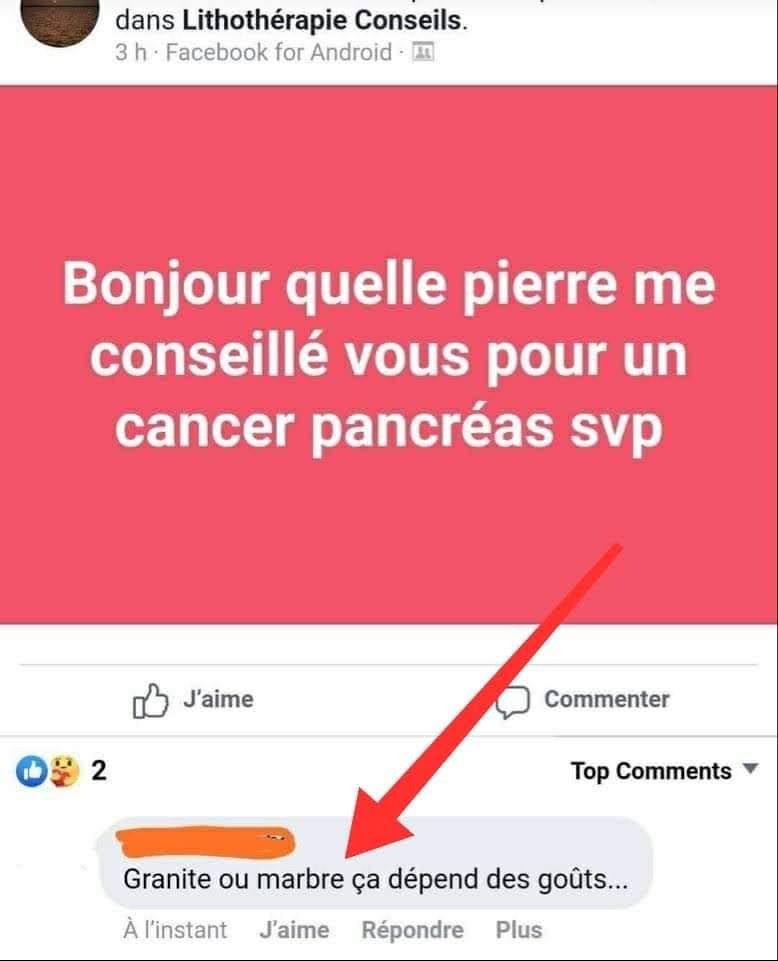 dans Lithothérapie Conseils.
3 h · Facebook for Android ·
Bonjour quelle pierre me
conseillé vous pour un
cancer pancréas svp
J'aime
Commenter
2
Top Comments
Granite ou marbre ça dépend des goûts...
À l'instant J'aime Répondre Plus